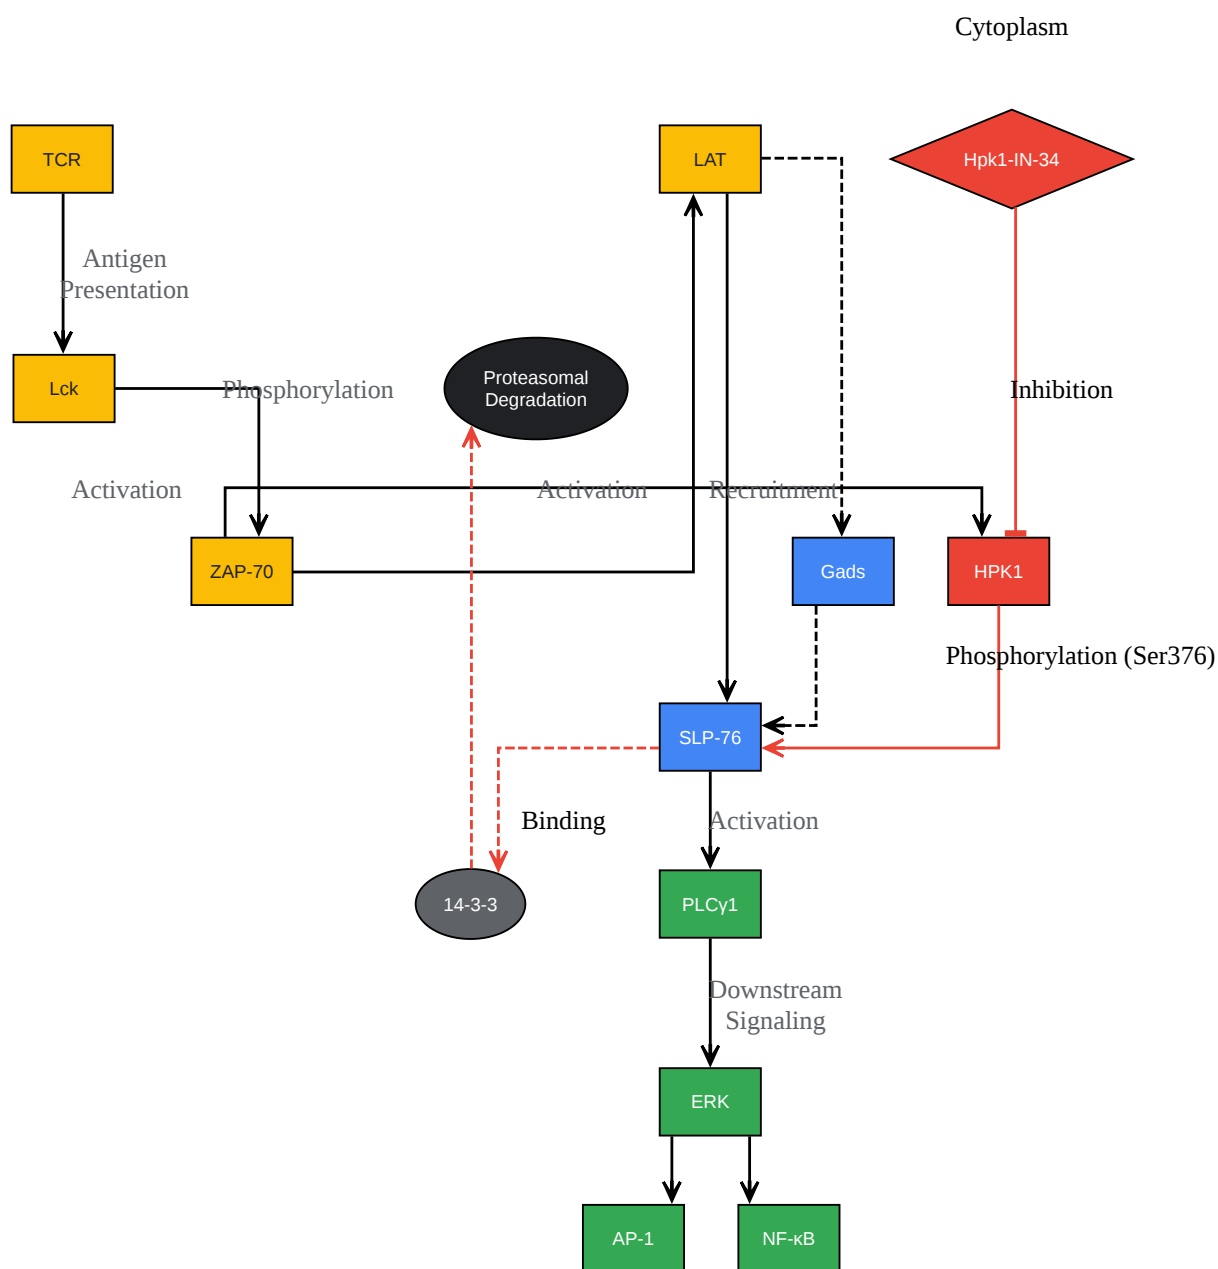 Cytoplasm
TCR
LAT
Hpk1-IN-34
Antigen
Presentation
Lck
Phosphorylation
Proteasomal
Degradation
Inhibition
Activation
Activation
Recruitment
ZAP-70
Gads
HPK1
Phosphorylation (Ser376)
SLP-76
Binding
Activation
14-3-3
PLCγ1
Downstream
Signaling
ERK
AP-1
NF-κB